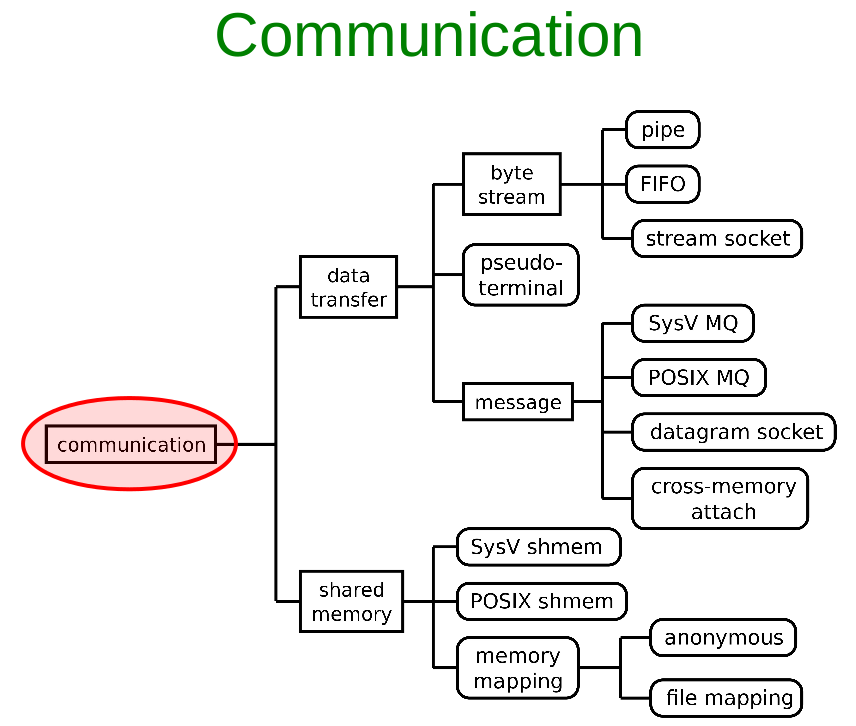 Communication
pipe
byte
stream
FIFO
stream socket
pseudo-
terminal
data
transfer
SysV MQ
POSIX MQ
message
datagram socket
cross-memory
attach
communication
SysV shmem
shared
memory
POSIX shmem
memory
mapping
anonymous
file mapping